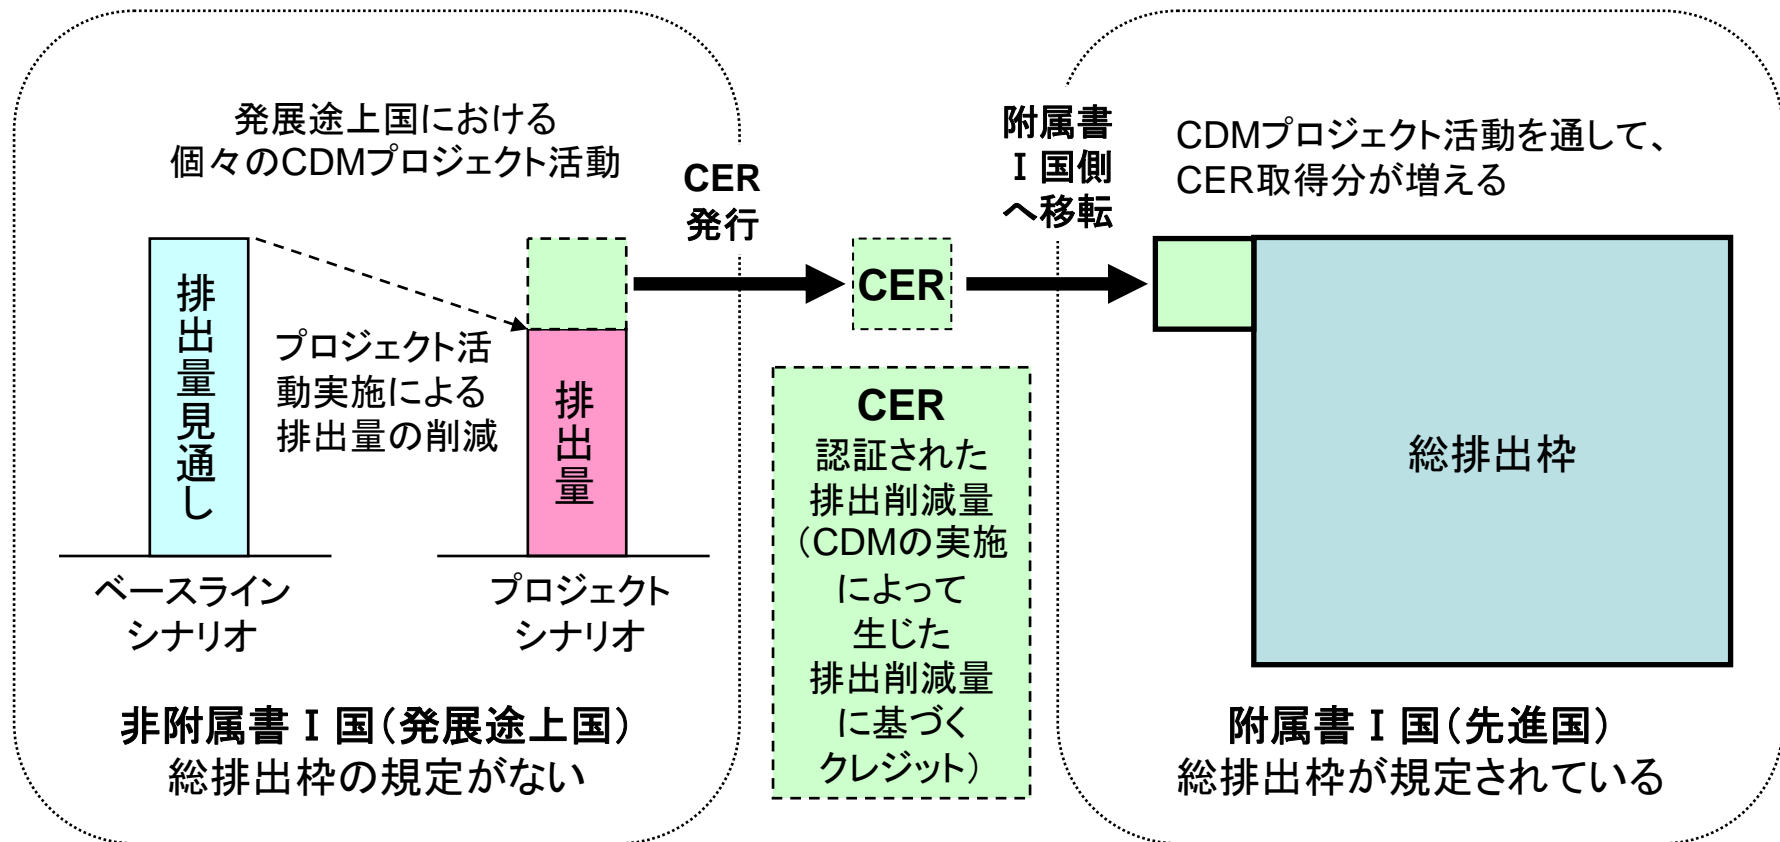 発展途上国における
個々のCDMプロジェクト活動
CER
発行
附属書
Ⅰ国側
へ移転
CDMプロジェクト活動を通して、
CER取得分が増える
排出量見通し
プロジェクト活
動実施による
排出量の削減
排出量
CER
CER
認証された
排出削減量
(CDMの実施
によって
生じた
排出削減量
に基づく
クレジット)
総排出枠
ベースライン
シナリオ
プロジェクト
シナリオ
非附属書Ⅰ国(発展途上国)
総排出枠の規定がない
附属書Ⅰ国(先進国)
総排出枠が規定されている